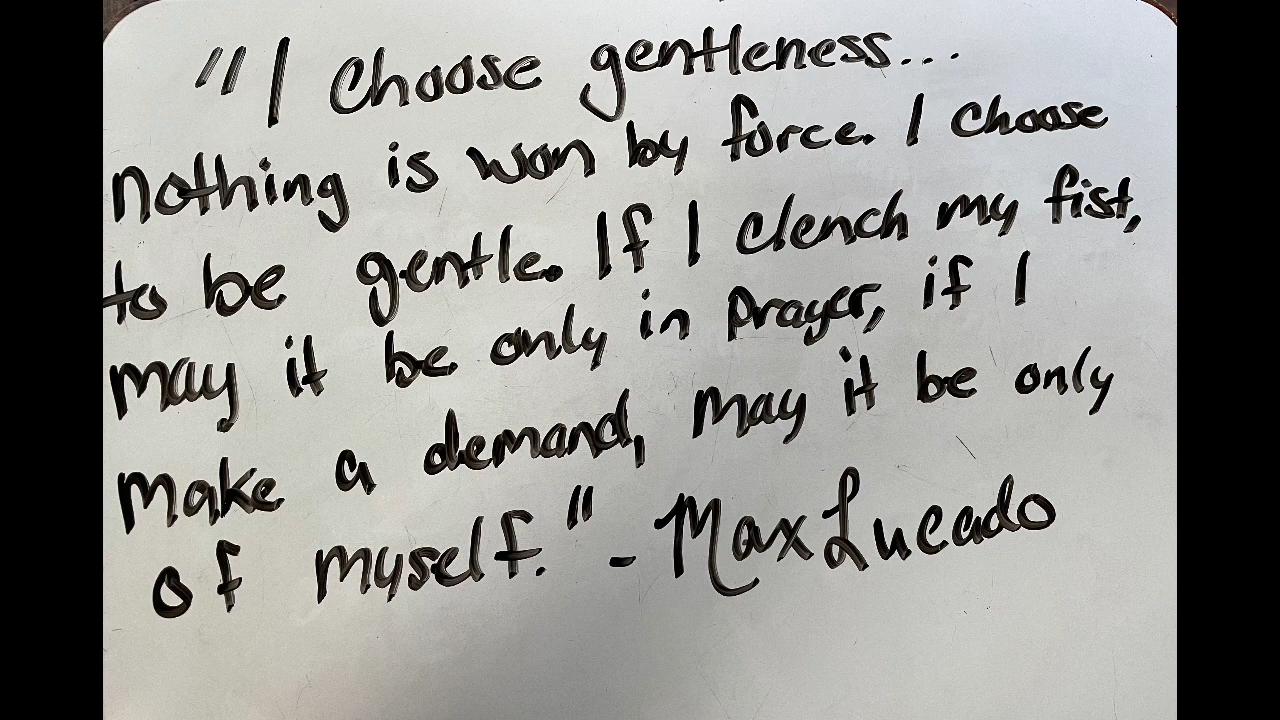 "I choose gentleness...
nothing is won by force. I choose
to be gentle. If I clench my fist,
may it be only in prayer, if I
make a demand, may it be only
of myself." - Max Lucado